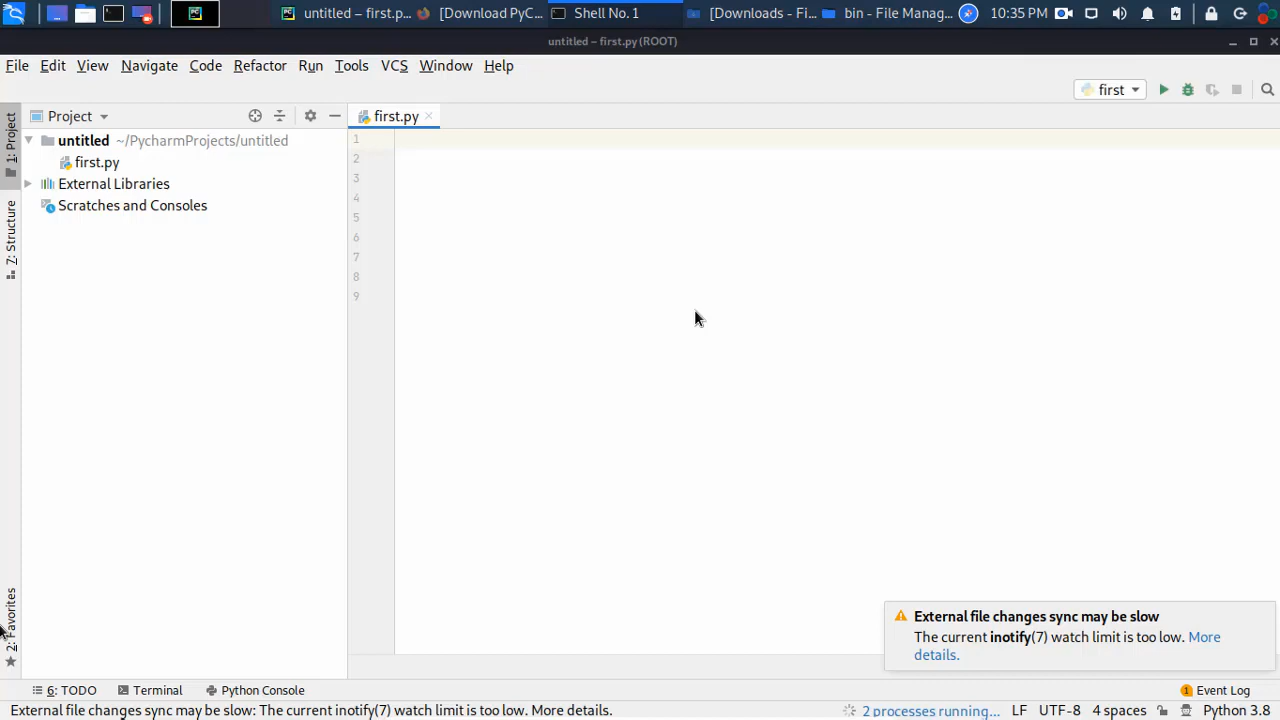 untitled – first.p...
[Download PyC...
Shell No. 1
[Downloads - Fi...
bin - File Manag...
10:35 PM
untitled – first.py (ROOT)
File Edit View Navigate Code Refactor Run Tools VCS Window Help
first
Project
first.py
1: Project
untitled ~/PycharmProjects/untitled
first.py
External Libraries
Scratches and Consoles
7: Structure
2: Favorites
1
2
3
4
5
6
7
8
9
External file changes sync may be slow
The current inotify(7) watch limit is too low. More
details.
6: TODO Terminal Python Console
1 Event Log
External file changes sync may be slow: The current inotify(7) watch limit is too low. More details.
2 processes running... LF UTF-8 4 spaces Python 3.8